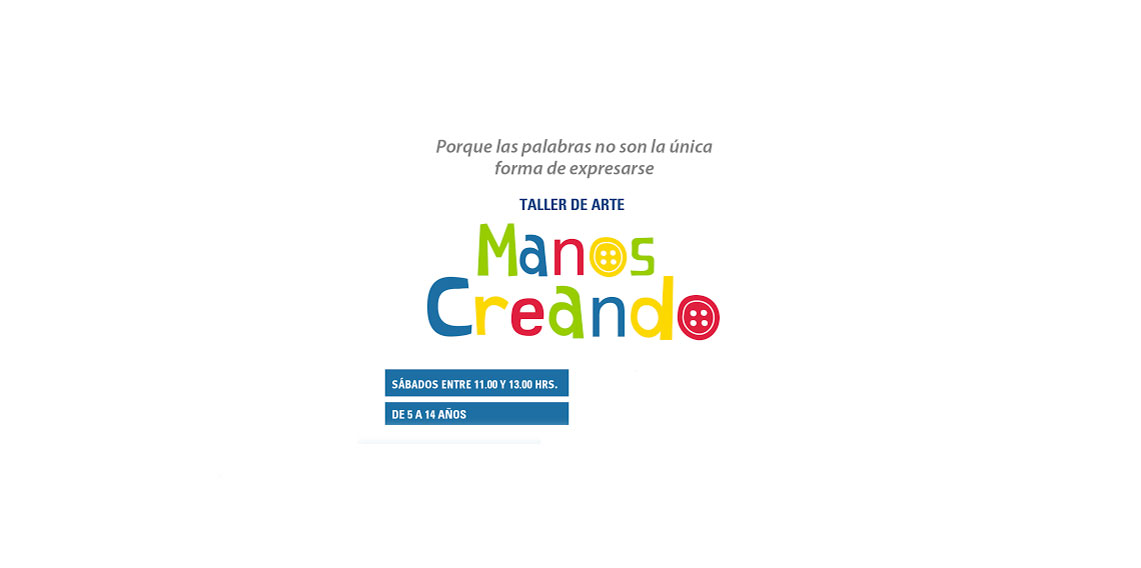 Porque las palabras no son la única
forma de expresarse
TALLER DE ARTE
Manos
Creando
SÁBADOS ENTRE 11.00 Y 13.00 HRS.
DE 5 A 14 AÑOS